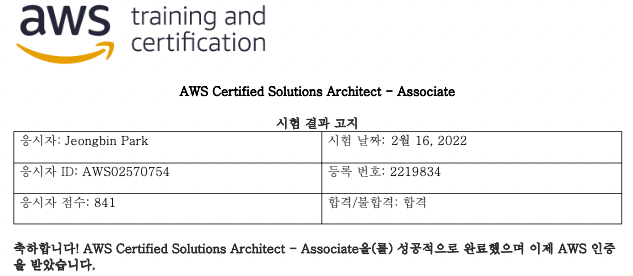 aws training and
certification
AWS Certified Solutions Architect - Associate
시험 결과 고지
응시자: Jeongbin Park
시험 날짜: 2월 16, 2022
응시자 ID: AWS02570754
등록 번호: 2219834
응시자 점수: 841
합격/불합격: 합격
축하합니다! AWS Certified Solutions Architect - Associate을(를) 성공적으로 완료했으며 이제 AWS 인증
을 받았습니다.